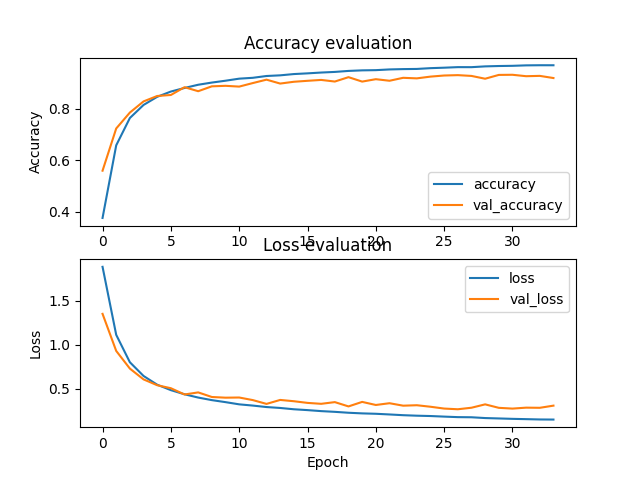 Accuracy evaluation
Accuracy
0.8
0.6
0.4
accuracy
val_accuracy
0 5 10 15 20 25 30
Loss evaluation
Loss
1.5
1.0
0.5
loss
val_loss
0 5 10 15 20 25 30
Epoch